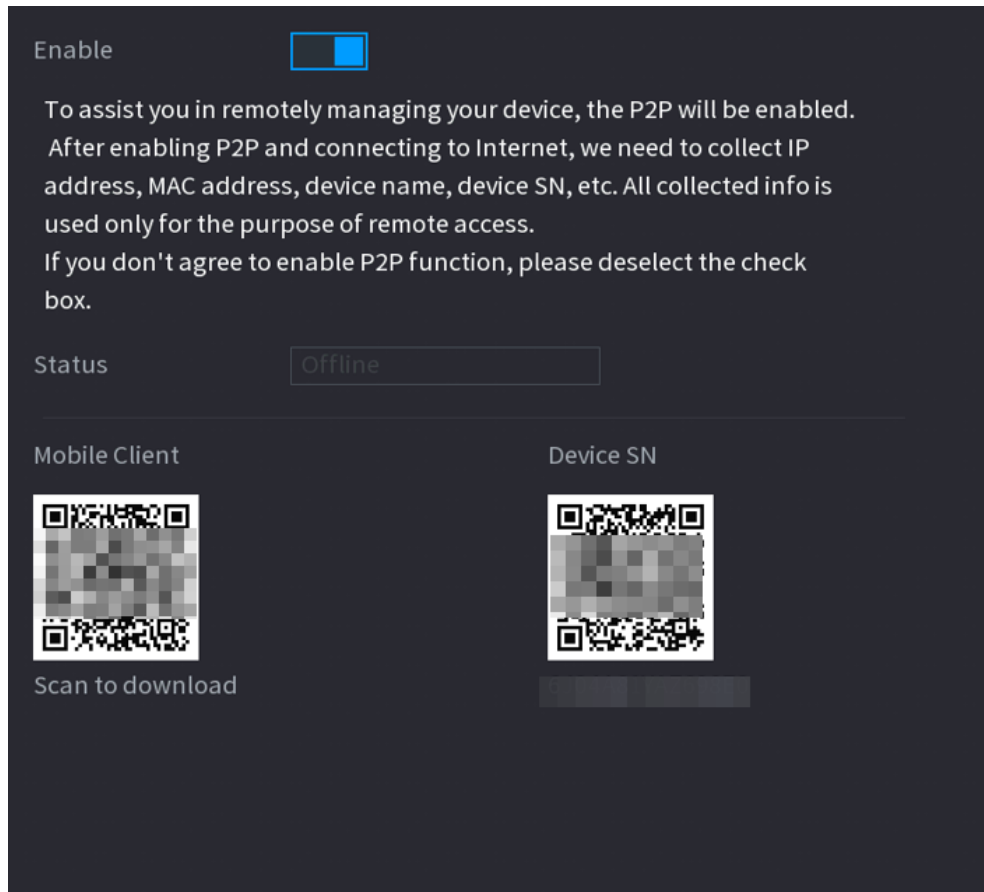 Enable
To assist you in remotely managing your device, the P2P will be enabled.
After enabling P2P and connecting to Internet, we need to collect IP
address, MAC address, device name, device SN, etc. All collected info is
used only for the purpose of remote access.
If you don't agree to enable P2P function, please deselect the check
box.
Status
Offline
Mobile Client
Device SN
Scan to download